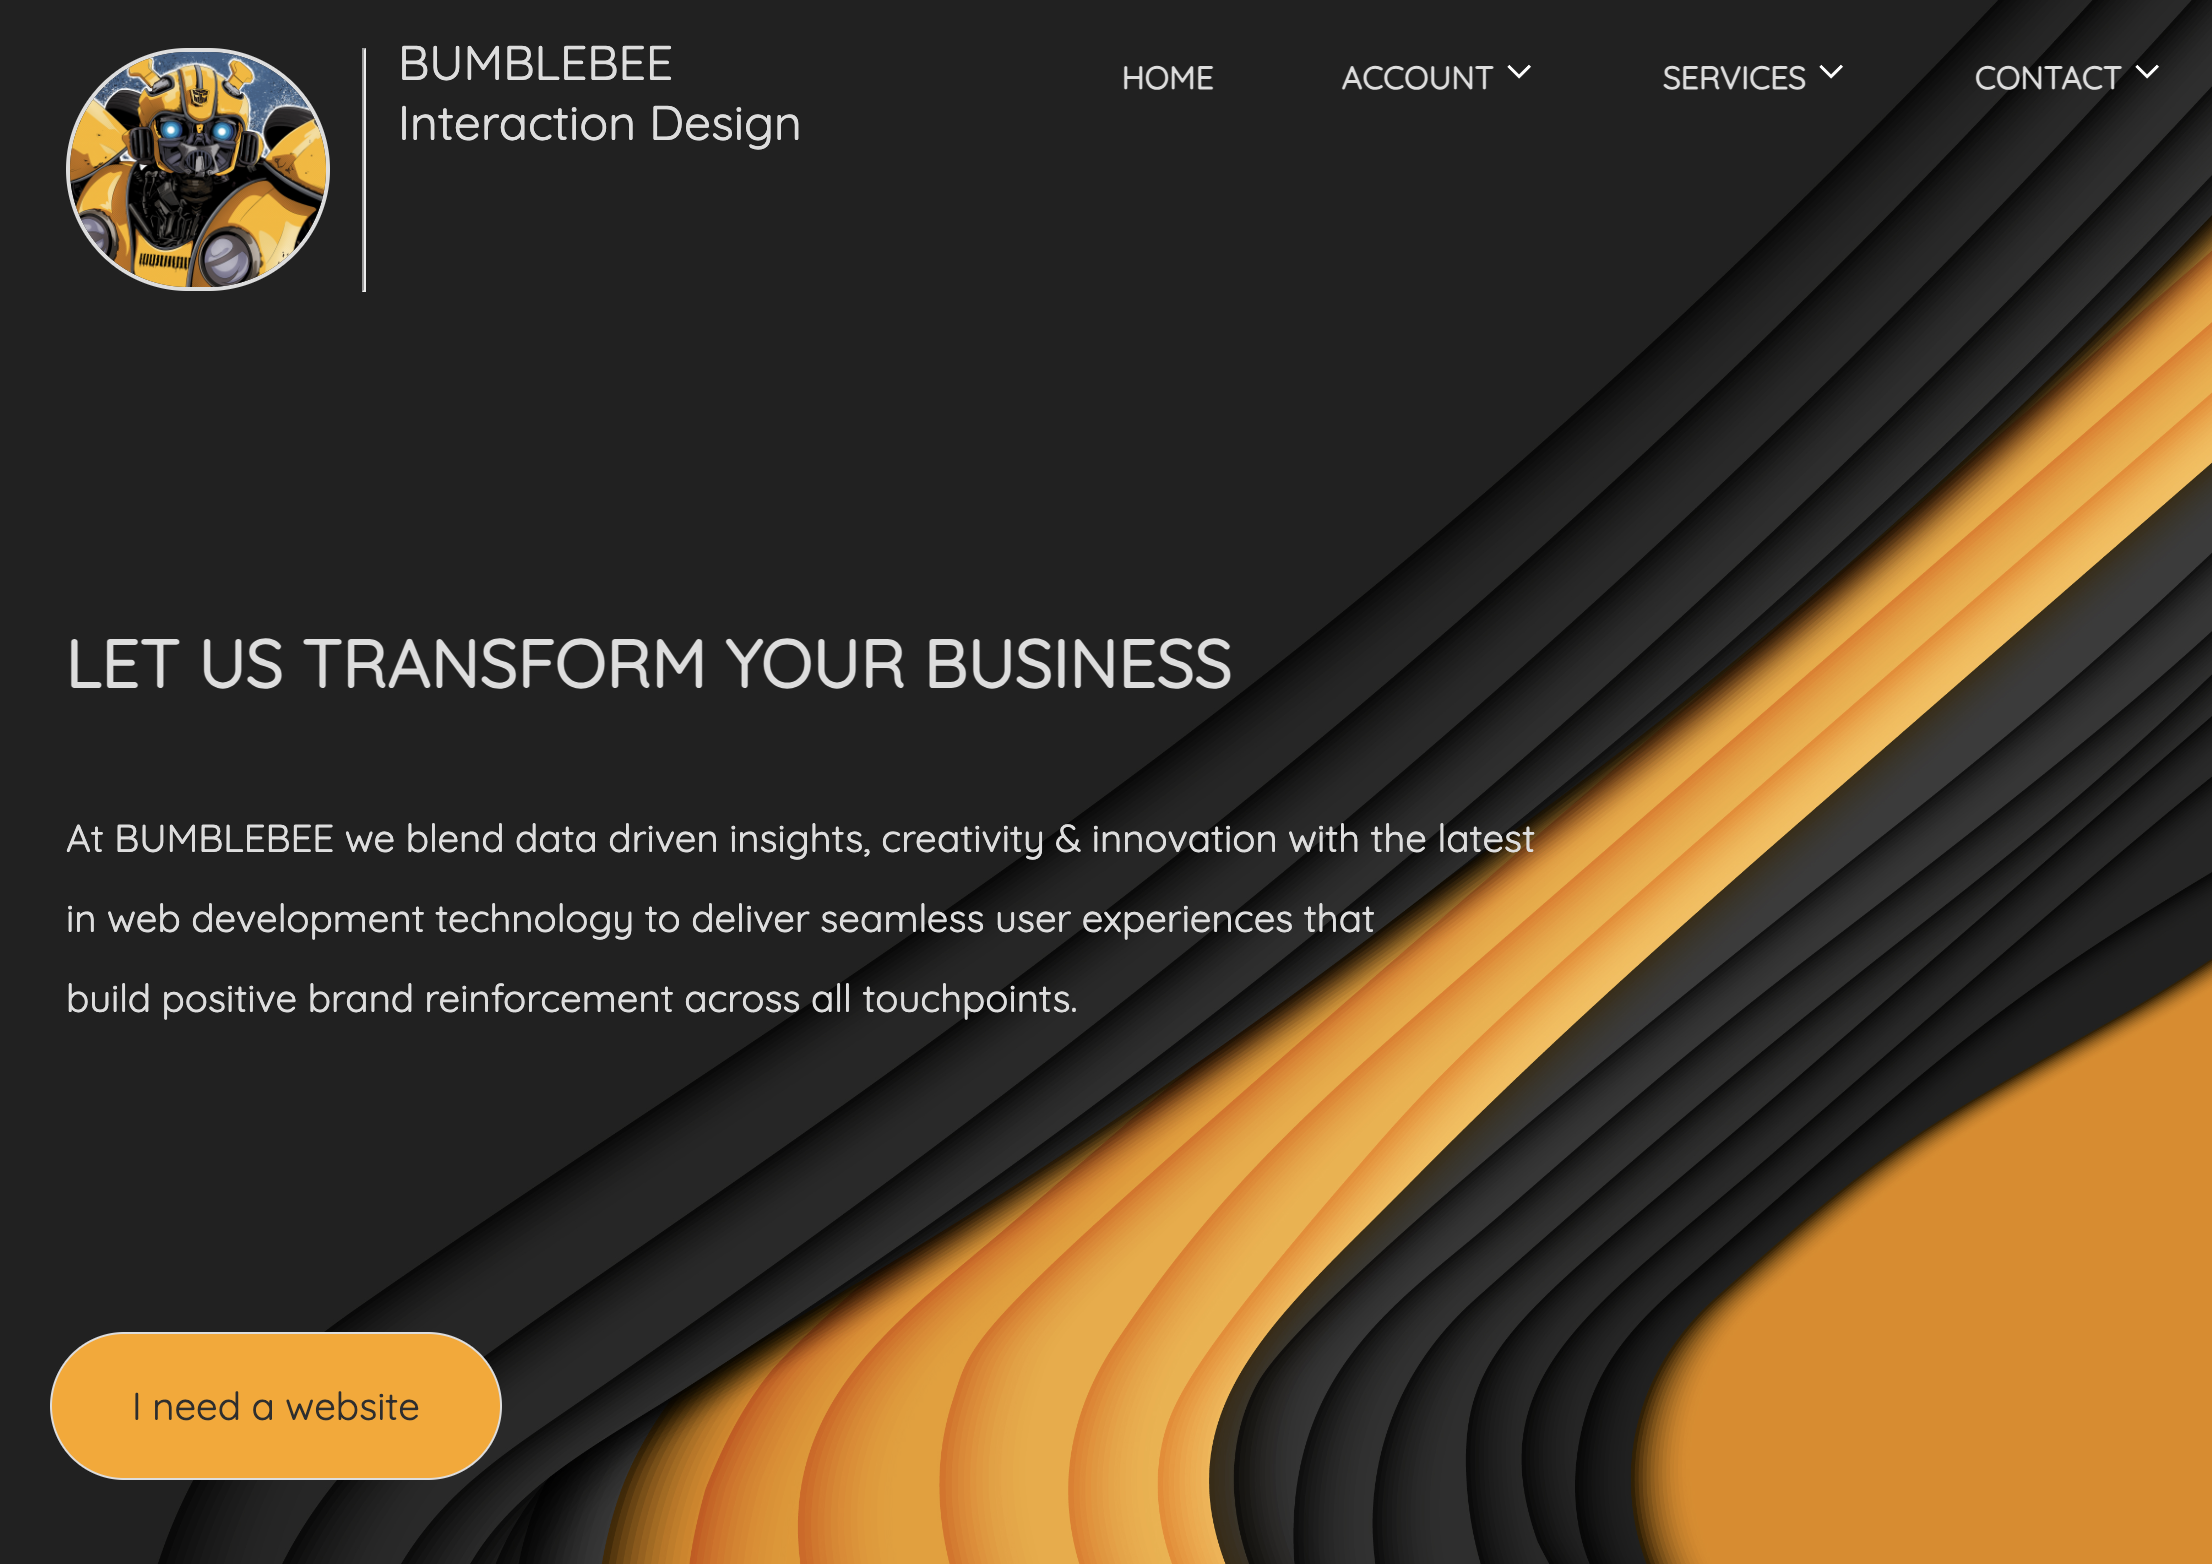 BUMBLEBEE
Interaction Design
HOME ACCOUNT SERVICES CONTACT
LET US TRANSFORM YOUR BUSINESS
At BUMBLEBEE we blend data driven insights, creativity & innovation with the latest
in web development technology to deliver seamless user experiences that
build positive brand reinforcement across all touchpoints.
I need a website